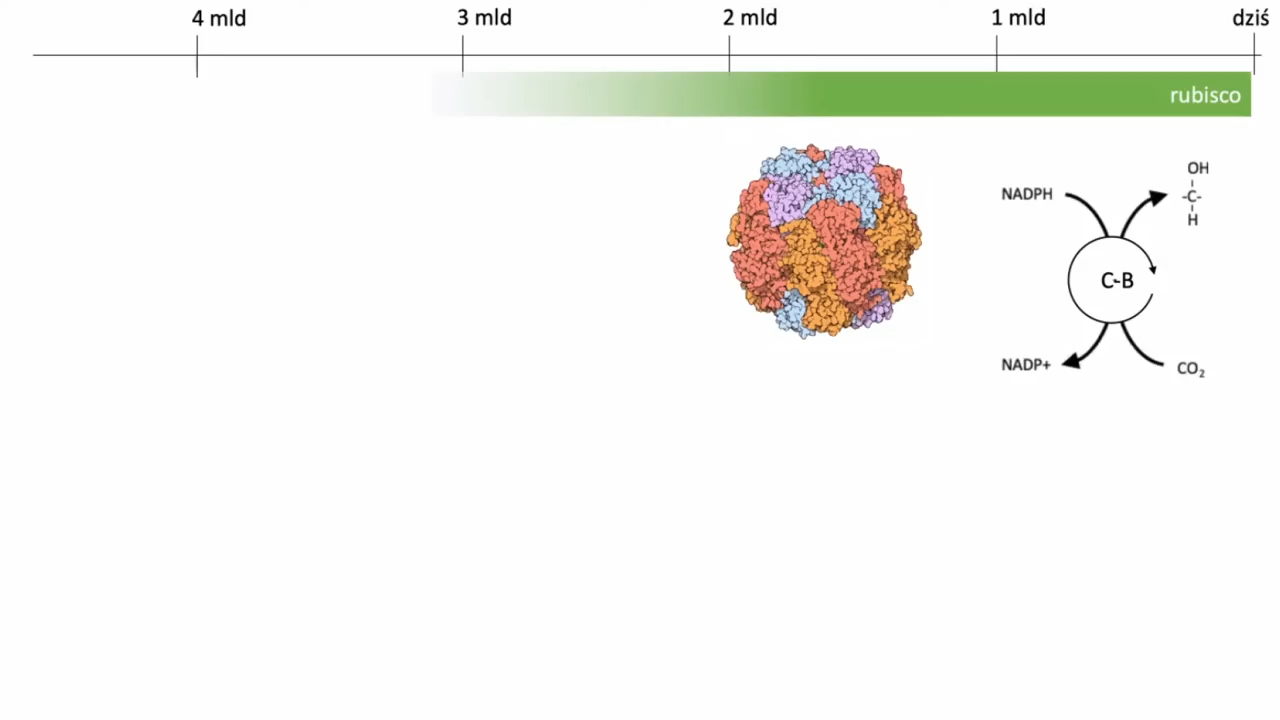 4 mld
3 mld
2 mld
1 mld
dziś
rubisco
NADPH
OH
-C-
H
C-B
NADP+
CO₂